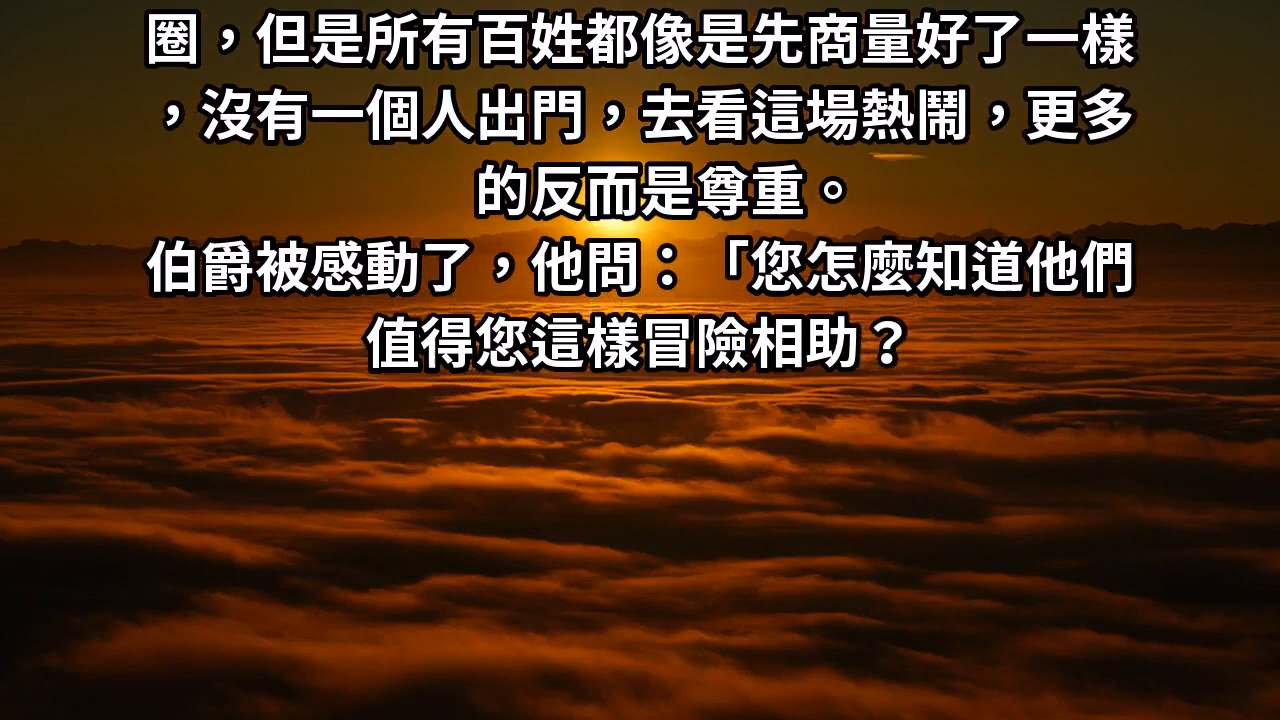 圈，但是所有百姓都像是先商量好了一樣
，沒有一個人出門，去看這場熱鬧，更多
的反而是尊重。
伯爵被感動了，他問：「您怎麼知道他們
值得您這樣冒險相助？